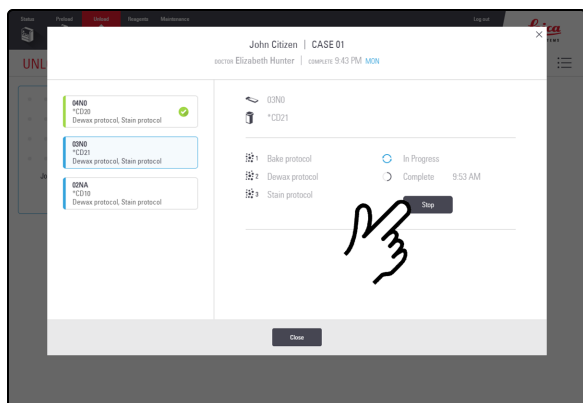 Status Preload Unload Reagents Maintenance Log out
John Citizen | CASE 01
DOCTOR Elizabeth Hunter | COMPLETE 9:43 PM MON
04N0
*CD20
Dewax protocol, Stain protocol
03N0
*CD21
Dewax protocol, Stain protocol
02NA
*CD10
Dewax protocol, Stain protocol
03N0
*CD21
1 Bake protocol In Progress
2 Dewax protocol Complete 9:53 AM
3 Stain protocol
Stop
Close